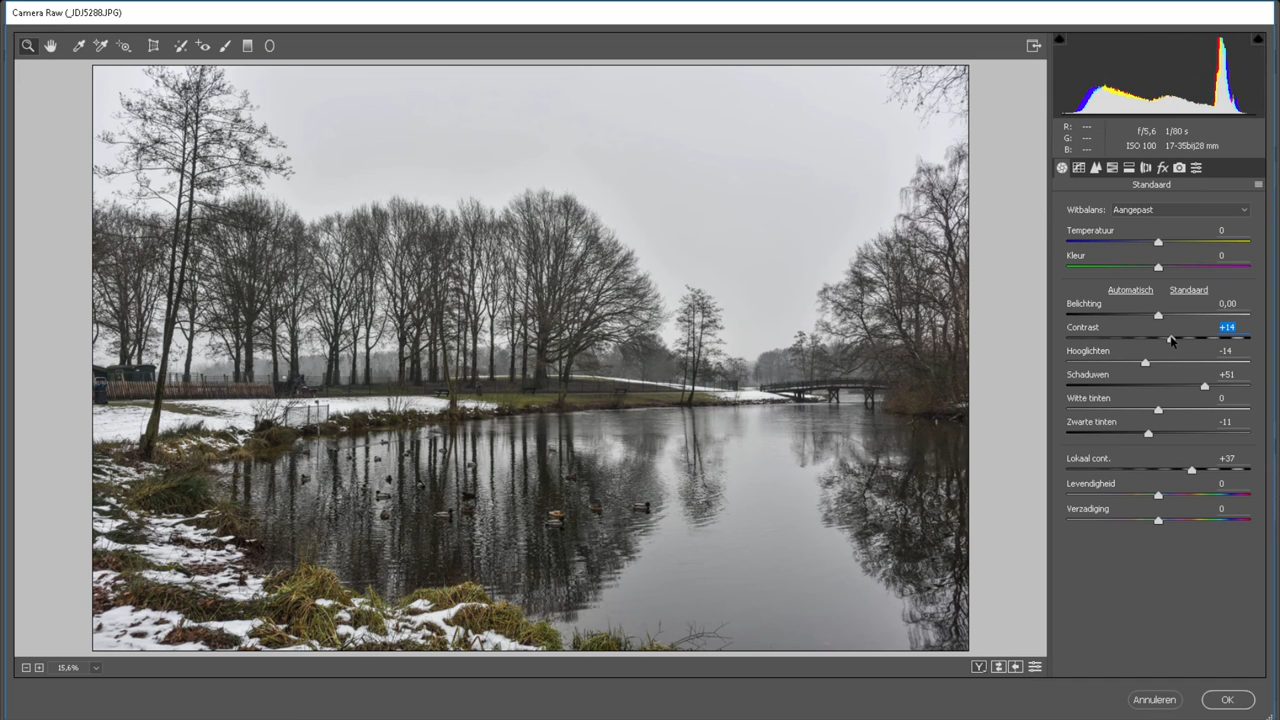 Camera Raw (_JDJ5288.JPG)
R: ---
G: ---
B: ---
f/5,6 1/80 s
ISO 100 17-35bij28 mm
fx
Standaard
Witbalans: Aangepast
Temperatuur 0
Kleur 0
Automatisch Standaard
Belichting 0,00
Contrast +14
Hooglichten -14
Schaduwen +51
Witte tinten 0
Zwarte tinten -11
Lokaal cont. +37
Levendigheid 0
Verzadiging 0
15,6% Y
Annuleren OK